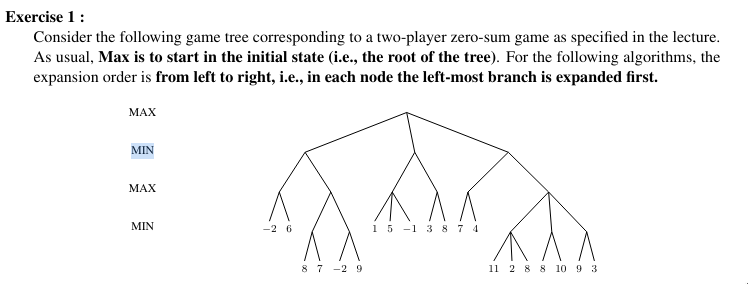 Exercise 1 :
Consider the following game tree corresponding to a two-player zero-sum game as specified in the lecture.
As usual, Max is to start in the initial state (i.e., the root of the tree). For the following algorithms, the
expansion order is from left to right, i.e., in each node the left-most branch is expanded first.
MAX
MIN
MAX
MIN
−2 6 1 5 −1 3 8 7 4
8 7 −2 9 11 2 8 8 10 9 3